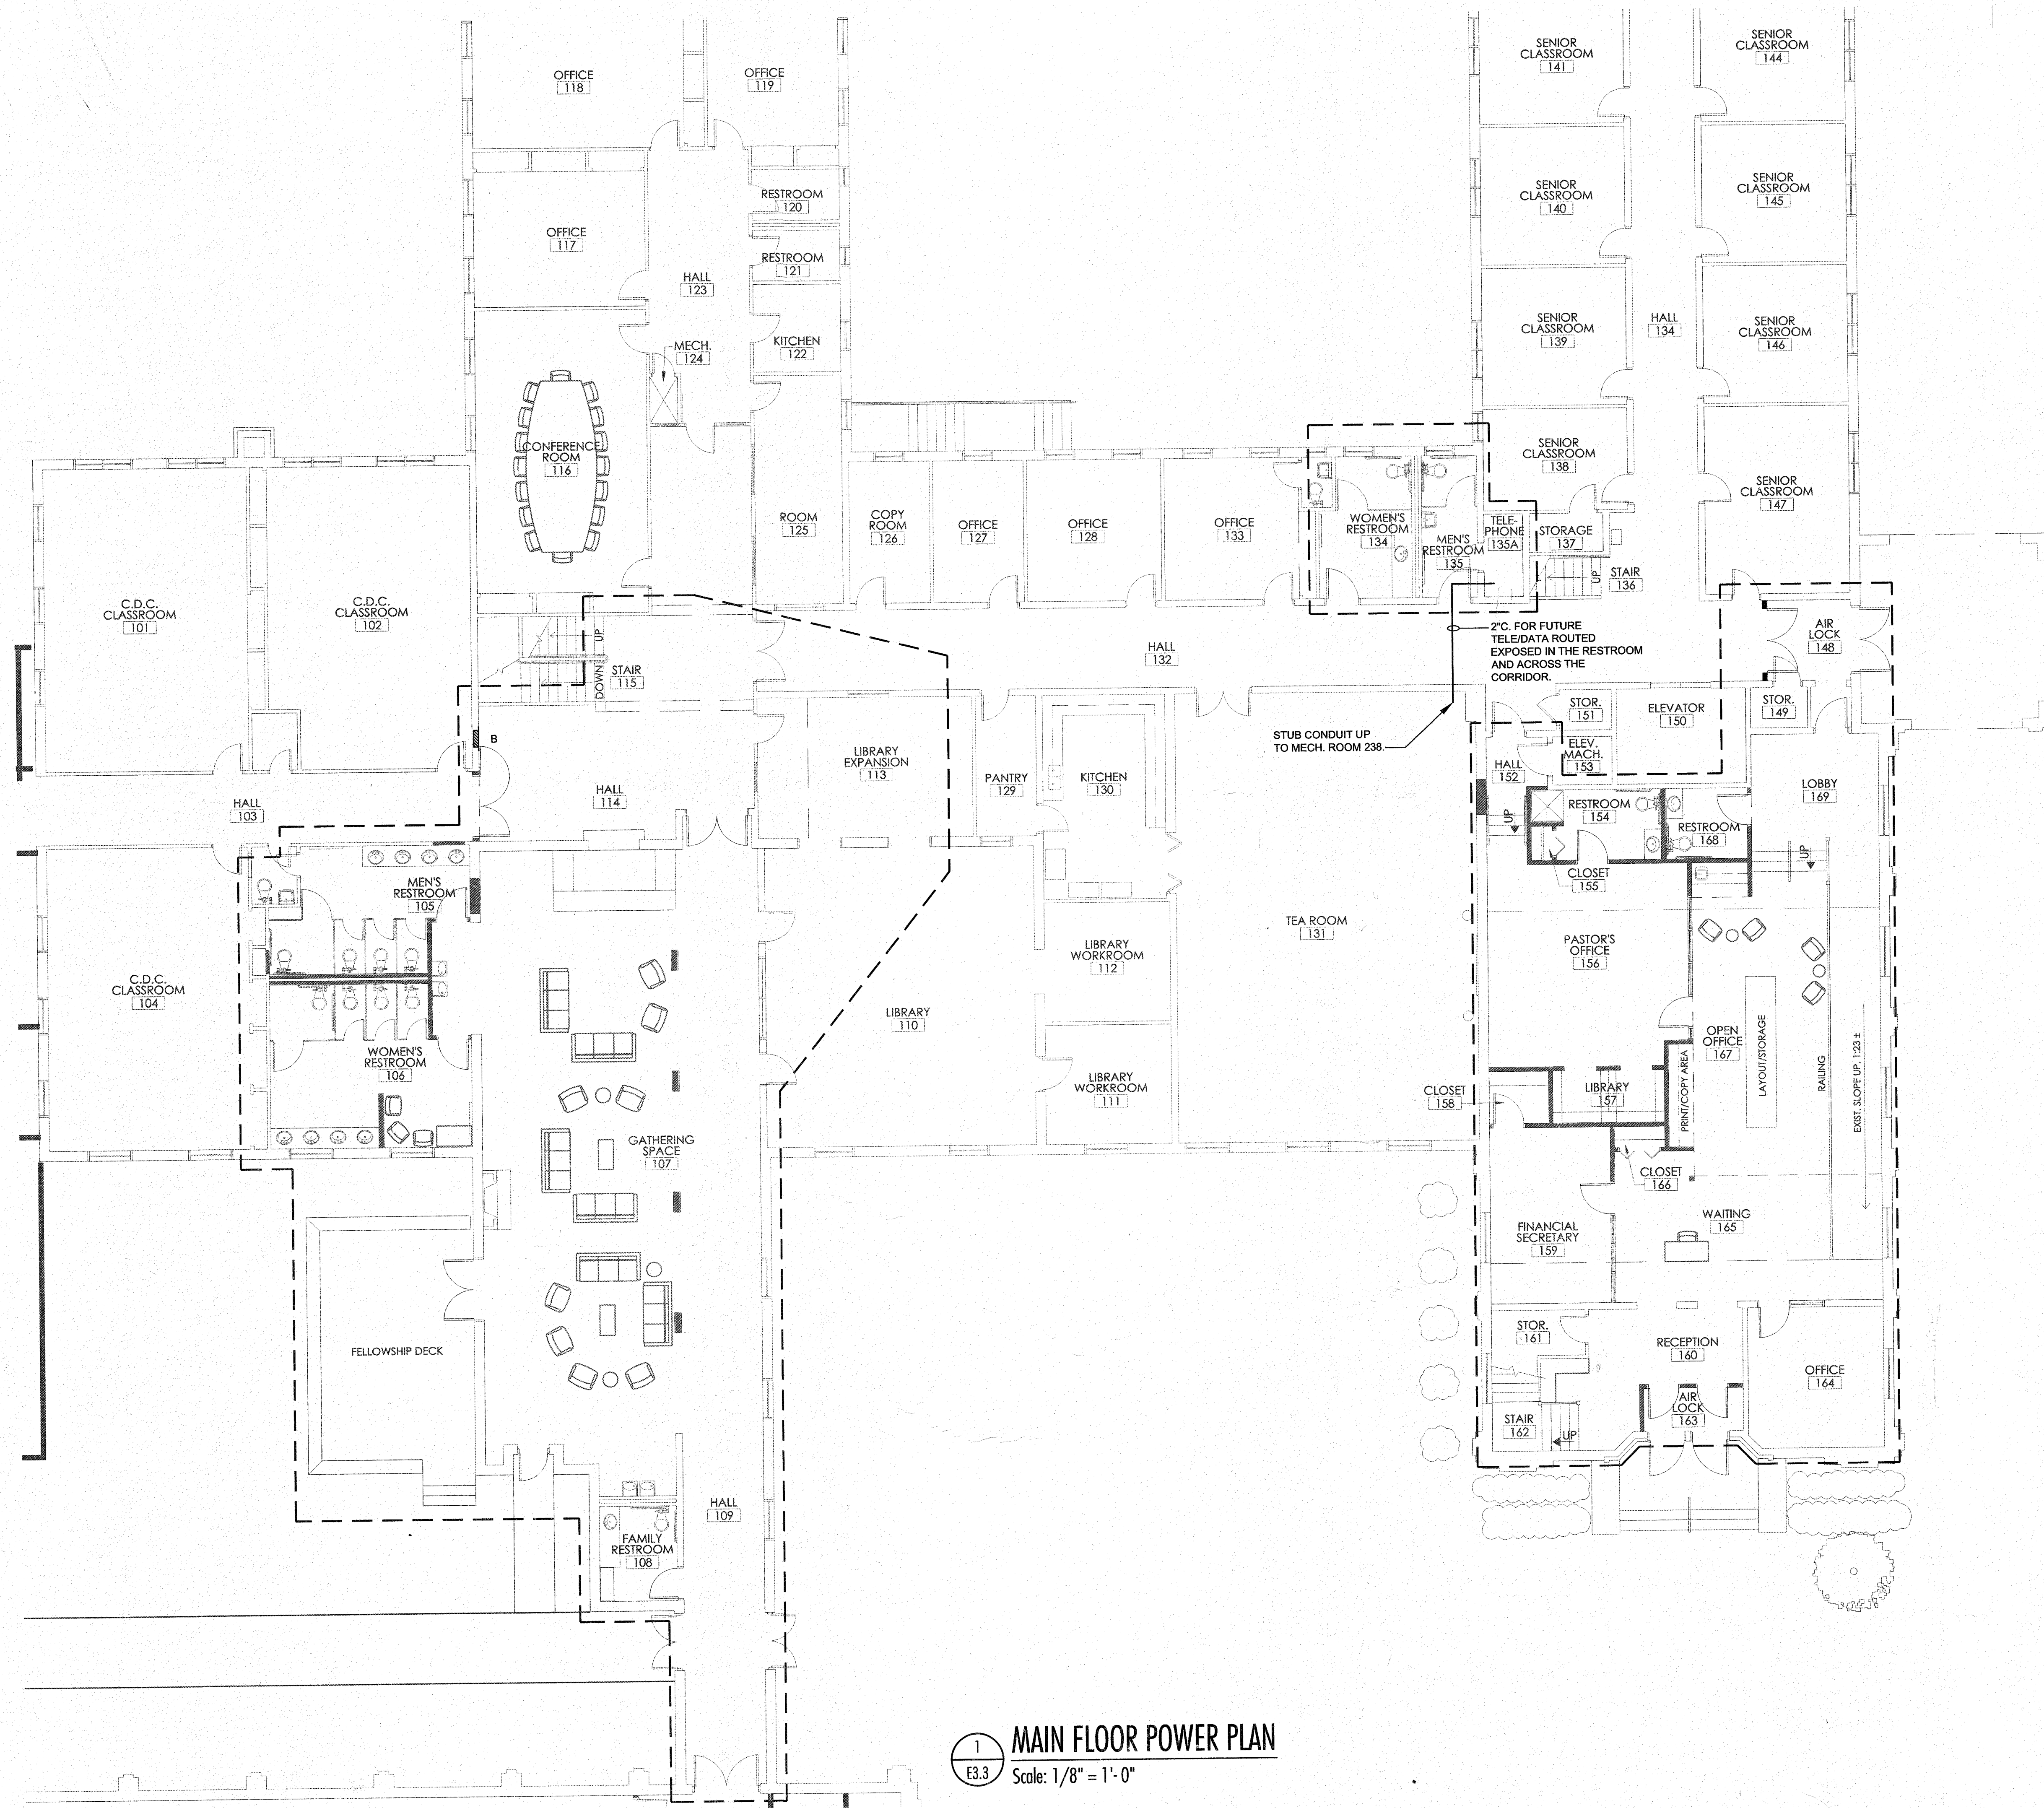 OFFICE
118
OFFICE
119
SENIOR
CLASSROOM
141
SENIOR
CLASSROOM
144
RESTROOM
120
OFFICE
117
RESTROOM
121
HALL
123
SENIOR
CLASSROOM
140
SENIOR
CLASSROOM
145
MECH.
124
KITCHEN
122
SENIOR
CLASSROOM
139
HALL
134
SENIOR
CLASSROOM
146
CONFERENCE
ROOM
116
SENIOR
CLASSROOM
138
SENIOR
CLASSROOM
147
ROOM
125
COPY
ROOM
126
OFFICE
127
OFFICE
128
OFFICE
133
WOMEN'S
RESTROOM
134
MEN'S
RESTROOM
135
TELE-
PHONE
135A
STORAGE
137
UP
STAIR
136
C.D.C.
CLASSROOM
101
C.D.C.
CLASSROOM
102
UP
DOWN
STAIR
115
HALL
132
2"C. FOR FUTURE
TELE/DATA ROUTED
EXPOSED IN THE RESTROOM
AND ACROSS THE
CORRIDOR.
AIR
LOCK
148
STUB CONDUIT UP
TO MECH. ROOM 238.
STOR.
151
ELEVATOR
150
STOR.
149
B
LIBRARY
EXPANSION
113
PANTRY
129
KITCHEN
130
HALL
152
ELEV.
MACH.
153
HALL
103
HALL
114
UP
RESTROOM
154
RESTROOM
168
LOBBY
169
UP
MEN'S
RESTROOM
105
CLOSET
155
TEA ROOM
131
LIBRARY
WORKROOM
112
PASTOR'S
OFFICE
156
C.D.C.
CLASSROOM
104
LIBRARY
110
OPEN
OFFICE
167
LAYOUT/STORAGE
RAILING
EXIST. SLOPE UP, 1:23 ±
WOMEN'S
RESTROOM
106
LIBRARY
WORKROOM
111
CLOSET
158
LIBRARY
157
PRINT/COPY AREA
GATHERING
SPACE
107
CLOSET
166
FINANCIAL
SECRETARY
159
WAITING
165
FELLOWSHIP DECK
STOR.
161
RECEPTION
160
OFFICE
164
STAIR
162
UP
AIR
LOCK
163
HALL
109
FAMILY
RESTROOM
108
1
E3.3
MAIN FLOOR POWER PLAN
Scale: 1/8" = 1'- 0"